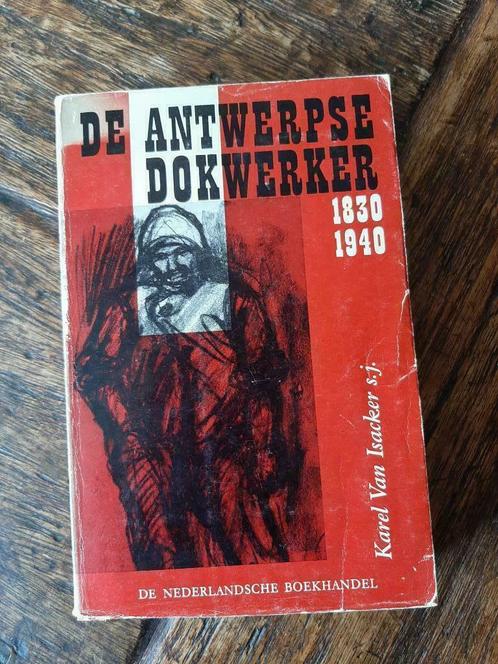 DE ANTWERPSE
DOKWERKER
1830
1940
Karel Van Isacker s.j.
DE NEDERLANDSCHE BOEKHANDEL